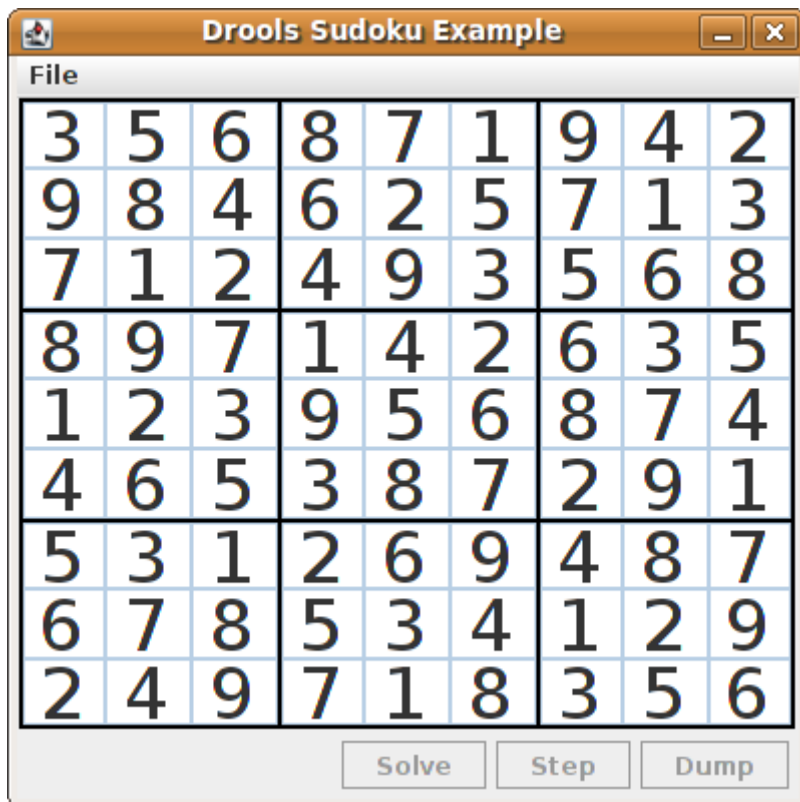 Drools Sudoku Example
File
3 5 6 8 7 1 9 4 2
9 8 4 6 2 5 7 1 3
7 1 2 4 9 3 5 6 8
8 9 7 1 4 2 6 3 5
1 2 3 9 5 6 8 7 4
4 6 5 3 8 7 2 9 1
5 3 1 2 6 9 4 8 7
6 7 8 5 3 4 1 2 9
2 4 9 7 1 8 3 5 6
Solve Step Dump